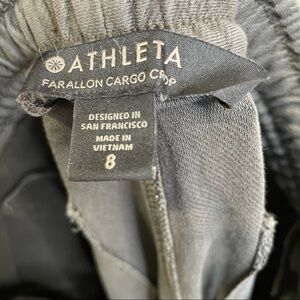 ATHLETA
FARALLON CARGO CROP
DESIGNED IN
SAN FRANCISCO
MADE IN
VIETNAM
8